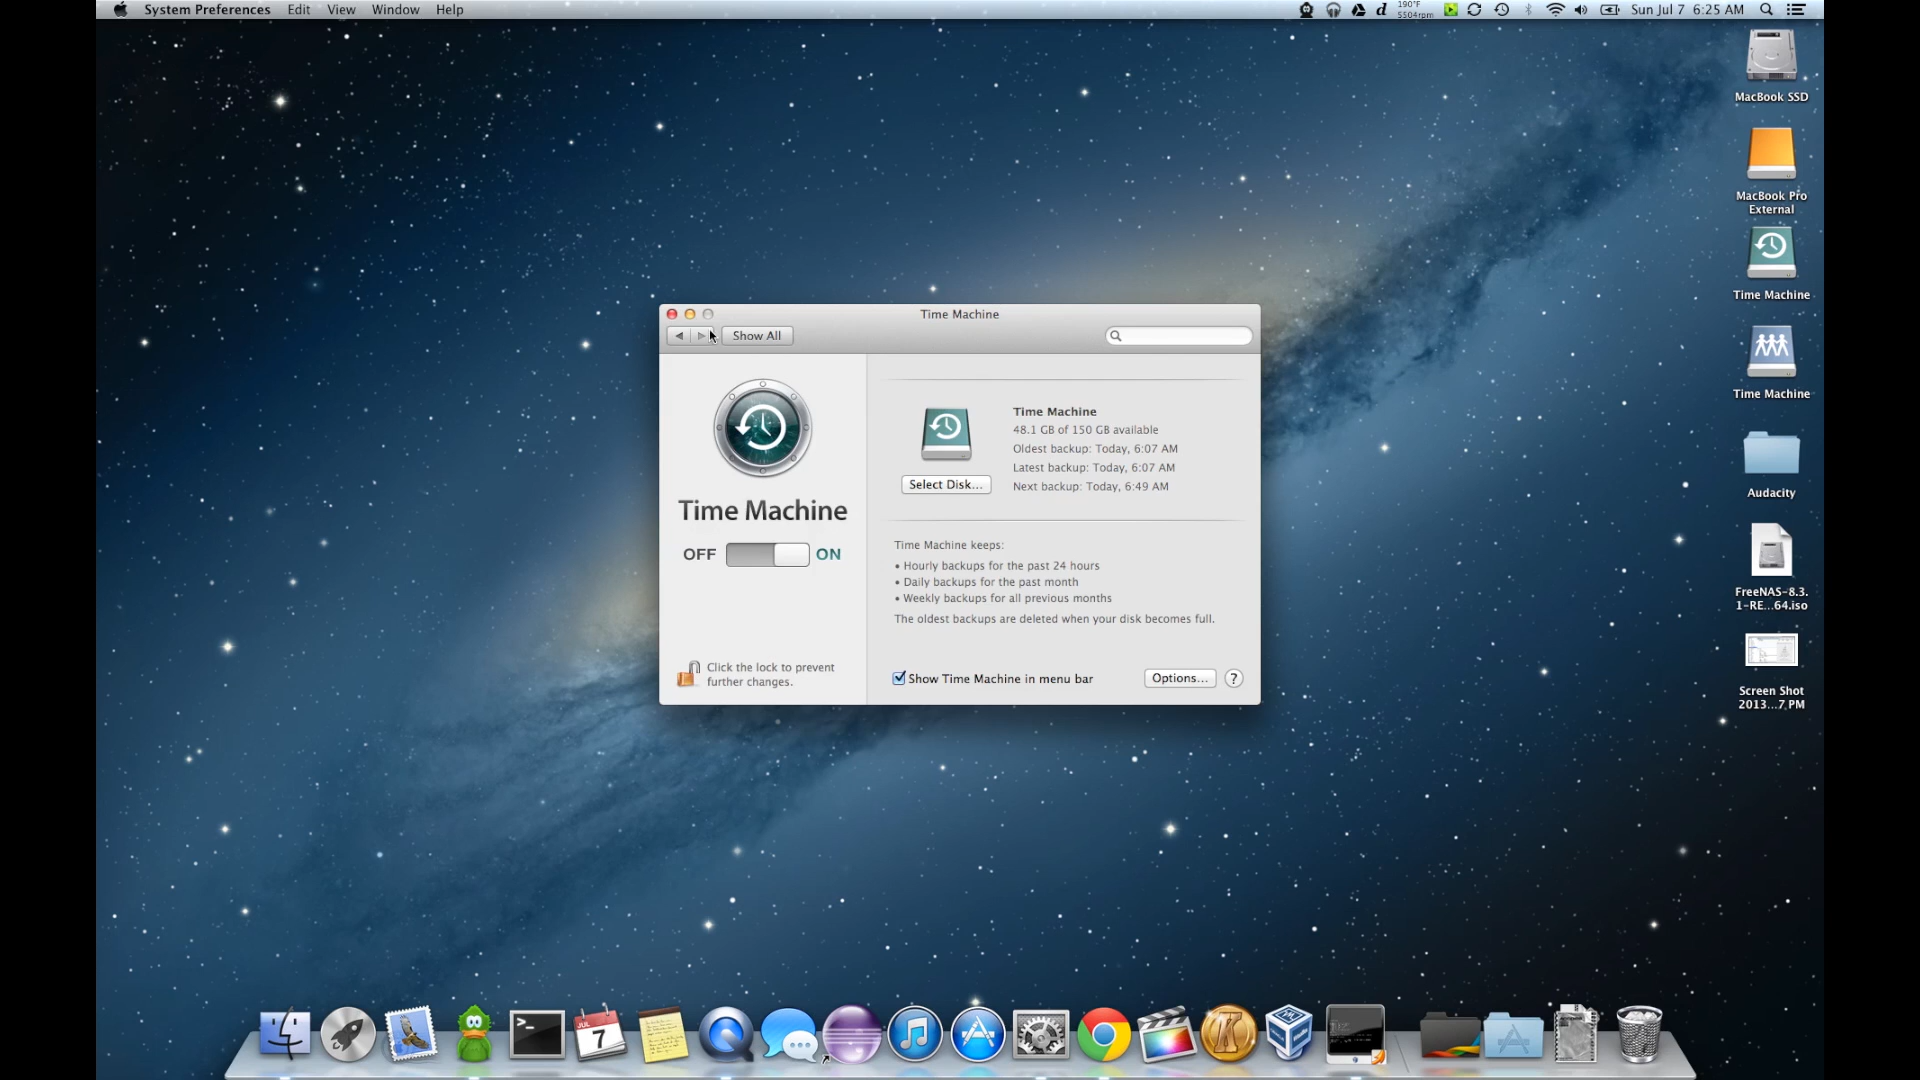 System Preferences Edit View Window Help
190°F
5504rpm
Sun Jul 7 6:25 AM
Time Machine
Show All
Time Machine
OFF ON
Click the lock to prevent
further changes.
Select Disk...
Time Machine
48.1 GB of 150 GB available
Oldest backup: Today, 6:07 AM
Latest backup: Today, 6:07 AM
Next backup: Today, 6:49 AM
Time Machine keeps:
• Hourly backups for the past 24 hours
• Daily backups for the past month
• Weekly backups for all previous months
The oldest backups are deleted when your disk becomes full.
Show Time Machine in menu bar
Options...
?
MacBook SSD
MacBook Pro
External
Time Machine
Time Machine
Audacity
FreeNAS-8.3.
1-RE...64.iso
Screen Shot
2013...7 PM
JUL
7